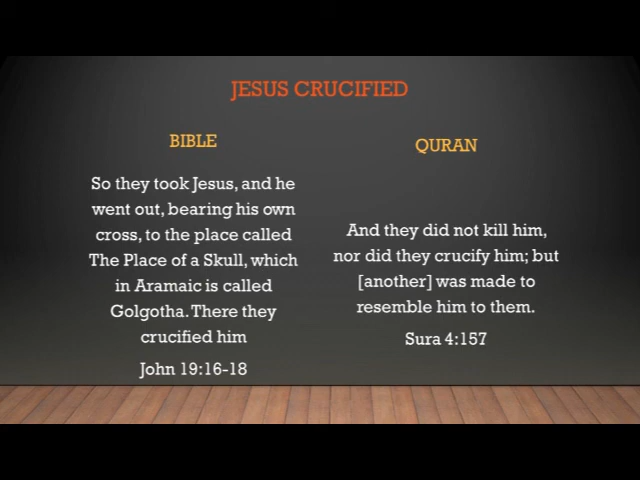 JESUS CRUCIFIED
BIBLE
So they took Jesus, and he
went out, bearing his own
cross, to the place called
The Place of a Skull, which
in Aramaic is called
Golgotha. There they
crucified him
John 19:16-18
QURAN
And they did not kill him,
nor did they crucify him; but
[another] was made to
resemble him to them.
Sura 4:157